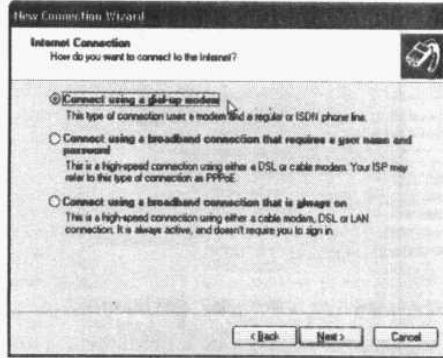 New Connection Wizard
Internet Connection
How do you want to connect to the Internet?
Connect using a dial-up modem
This type of connection uses a modem and a regular or ISDN phone line.
Connect using a broadband connection that requires a user name and
password
This is a high-speed connection using either a DSL or cable modem. Your ISP may
refer to this type of connection as PPPoE.
Connect using a broadband connection that is always on
This is a high-speed connection using either a cable modem, DSL or LAN
connection. It is always active, and doesn't require you to sign in.
< Back
Next >
Cancel